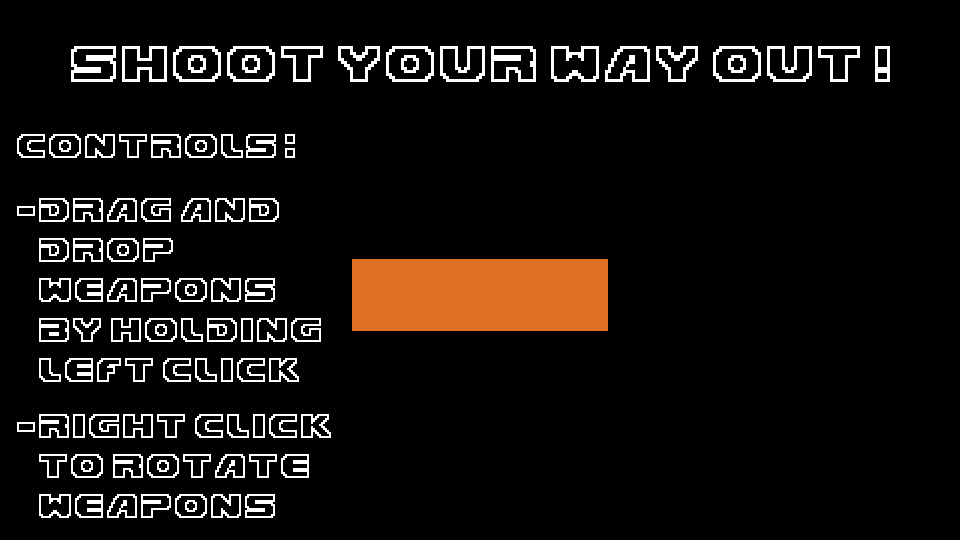 SHOOT YOUR WAY OUT!
CONTROLS:
-DRAG AND
DROP
WEAPONS
BY HOLDING
LEFT CLICK
-RIGHT CLICK
TO ROTATE
WEAPONS